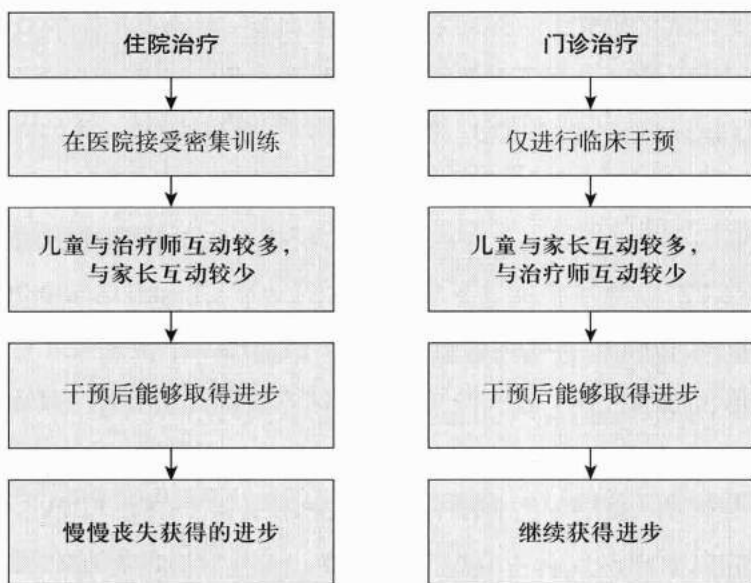 住院治疗
在医院接受密集训练
儿童与治疗师互动较多，
与家长互动较少
干预后能够取得进步
慢慢丧失获得的进步
门诊治疗
仅进行临床干预
儿童与家长互动较多，
与治疗师互动较少
干预后能够取得进步
继续获得进步